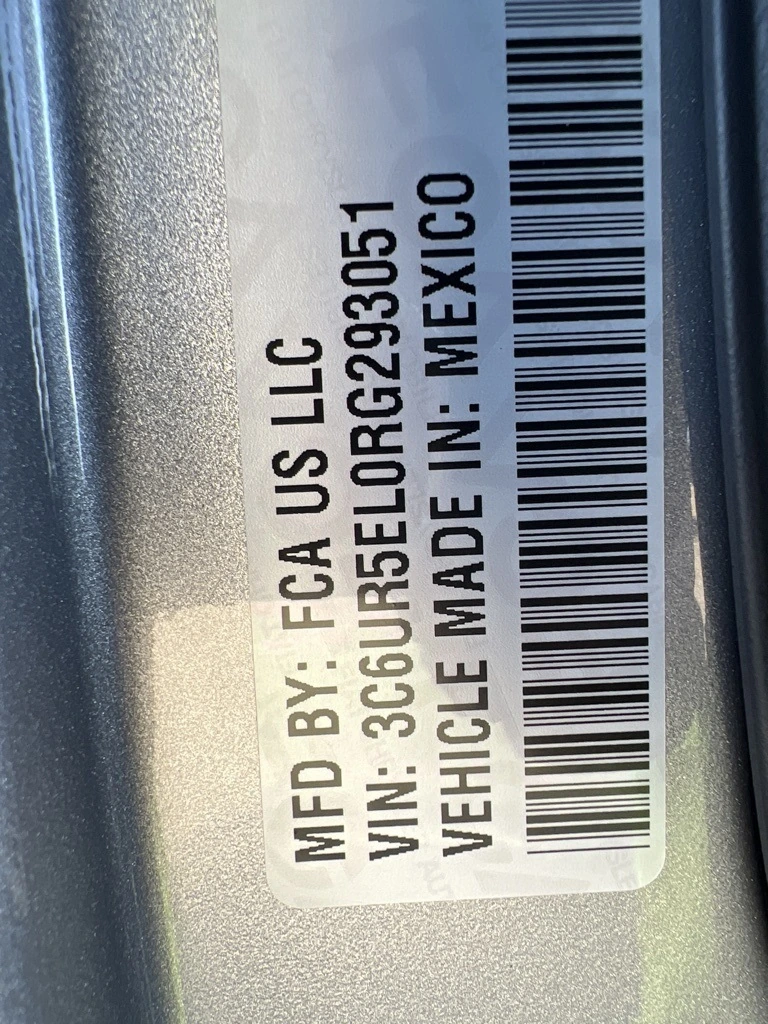 MFD BY: FCA US LLC
VIN: 3C6UR5EL0RG293051
VEHICLE MADE IN: MEXICO